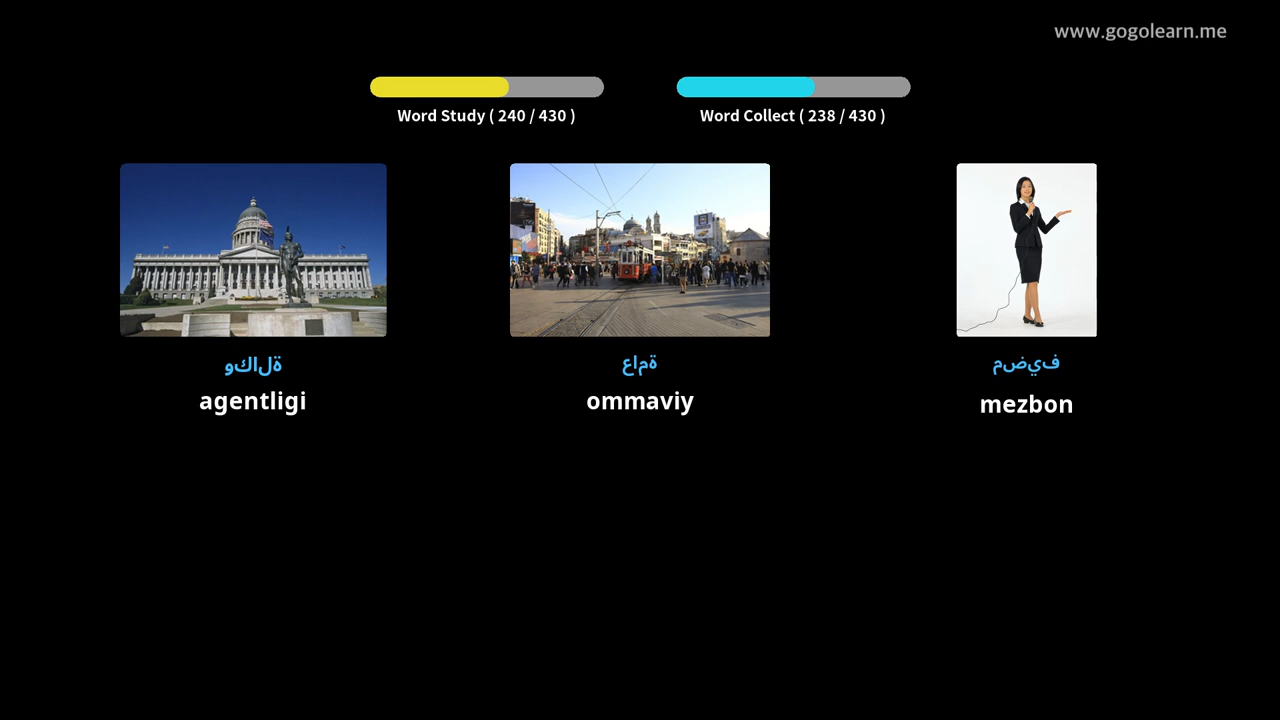 www.gogolearn.me
Word Study ( 240 / 430 )
Word Collect ( 238 / 430 )
وكالة
عامة
مضيف
agentligi
ommaviy
mezbon